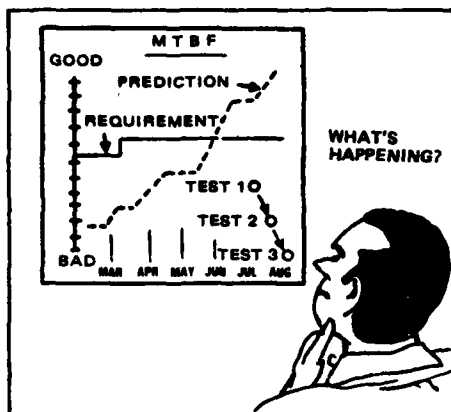 MTBF
GOOD
PREDICTION
REQUIREMENT
WHAT'S
HAPPENING?
TEST 1
TEST 2
TEST 3
BAD
MAR APR MAY JUN JUL AUG